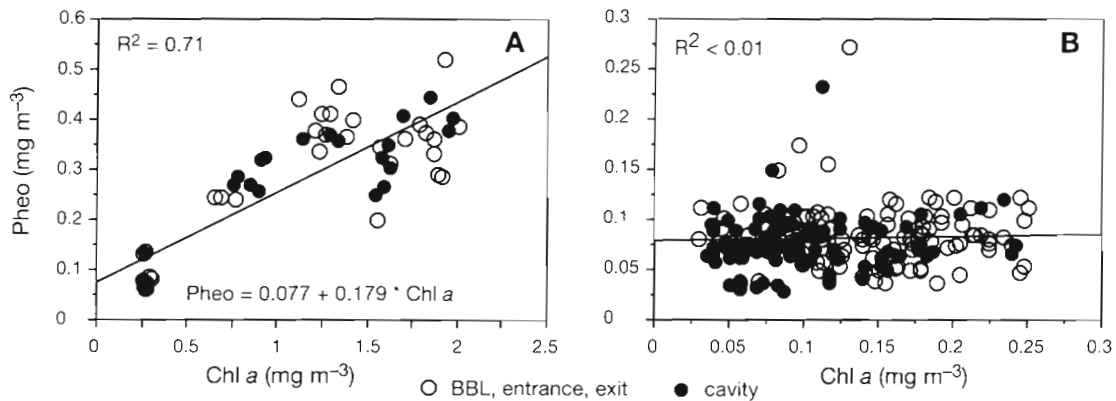 0.6
R² = 0.71
A
0.5
0.4
0.3
0.2
0.1
0
Pheo (mg m⁻³)
Pheo = 0.077 + 0.179 * Chl a
0 0.5 1 1.5 2 2.5
Chl a (mg m⁻³)
0.3
R² < 0.01
B
0.25
0.2
0.15
0.1
0.05
0
0 0.05 0.1 0.15 0.2 0.25 0.3
Chl a (mg m⁻³)
BBL, entrance, exit cavity